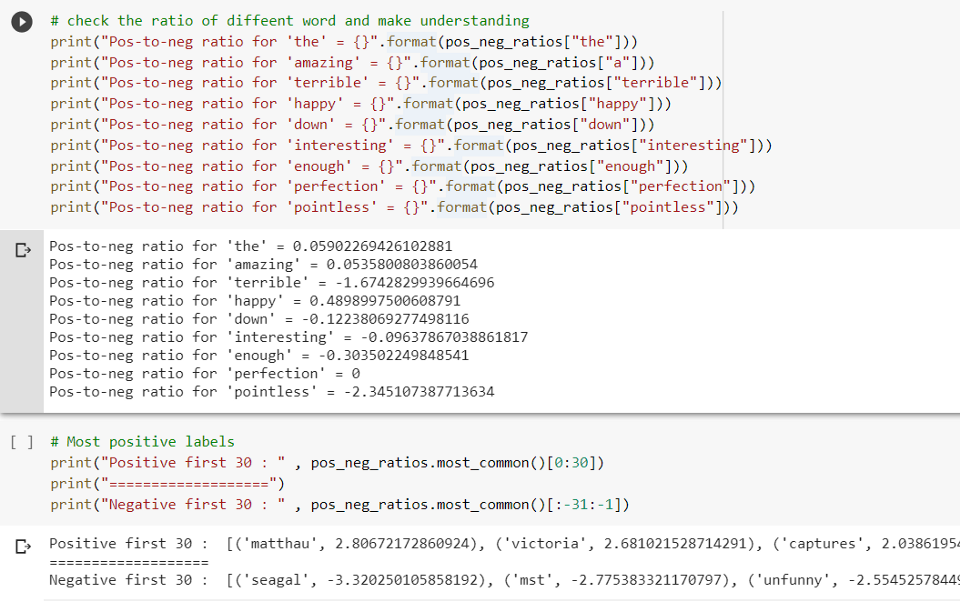 # check the ratio of diffeent word and make understanding
print("Pos-to-neg ratio for 'the' = {}".format(pos_neg_ratios["the"]))
print("Pos-to-neg ratio for 'amazing' = {}".format(pos_neg_ratios["a"]))
print("Pos-to-neg ratio for 'terrible' = {}".format(pos_neg_ratios["terrible"]))
print("Pos-to-neg ratio for 'happy' = {}".format(pos_neg_ratios["happy"]))
print("Pos-to-neg ratio for 'down' = {}".format(pos_neg_ratios["down"]))
print("Pos-to-neg ratio for 'interesting' = {}".format(pos_neg_ratios["interesting"]))
print("Pos-to-neg ratio for 'enough' = {}".format(pos_neg_ratios["enough"]))
print("Pos-to-neg ratio for 'perfection' = {}".format(pos_neg_ratios["perfection"]))
print("Pos-to-neg ratio for 'pointless' = {}".format(pos_neg_ratios["pointless"]))
Pos-to-neg ratio for 'the' = 0.05902269426102881
Pos-to-neg ratio for 'amazing' = 0.0535800803860054
Pos-to-neg ratio for 'terrible' = -1.6742829939664696
Pos-to-neg ratio for 'happy' = 0.4898997500608791
Pos-to-neg ratio for 'down' = -0.12238069277498116
Pos-to-neg ratio for 'interesting' = -0.09637867038861817
Pos-to-neg ratio for 'enough' = -0.303502249848541
Pos-to-neg ratio for 'perfection' = 0
Pos-to-neg ratio for 'pointless' = -2.345107387713634
[ ] # Most positive labels
print("Positive first 30 : " , pos_neg_ratios.most_common()[0:30])
print("===================")
print("Negative first 30 : " , pos_neg_ratios.most_common()[:-31:-1])
Positive first 30 :  [('matthau', 2.80672172860924), ('victoria', 2.681021528714291), ('captures', 2.0386195
===================
Negative first 30 :  [('seagal', -3.320250105858192), ('mst', -2.775383321170797), ('unfunny', -2.5545257844